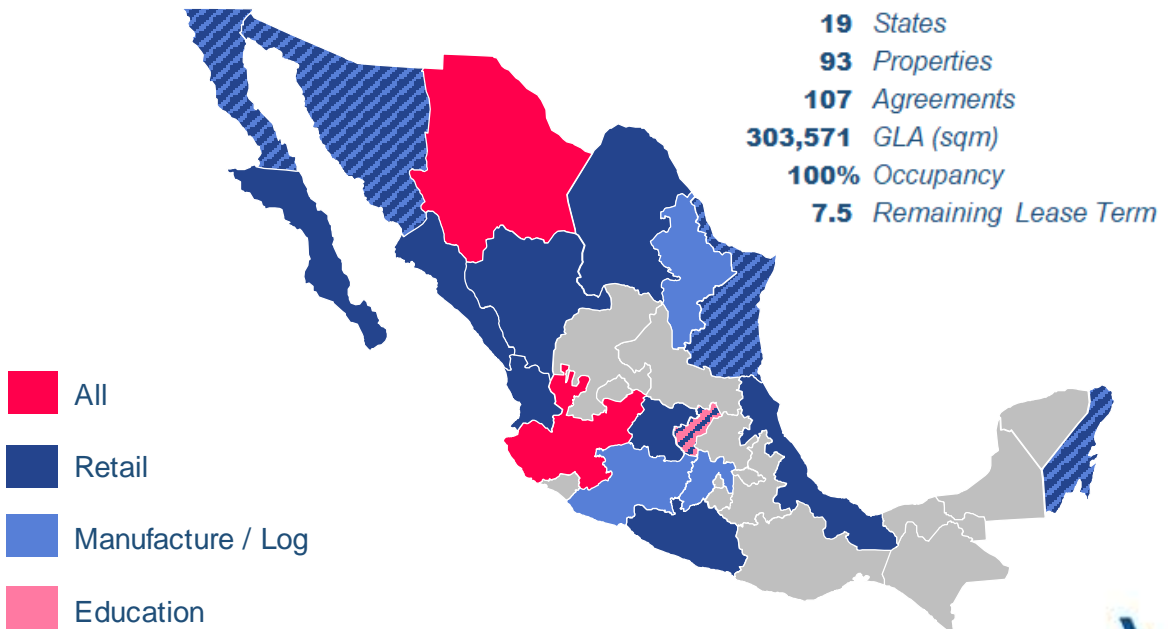 19 States
93 Properties
107 Agreements
303,571 GLA (sqm)
100% Occupancy
7.5 Remaining Lease Term
All
Retail
Manufacture / Log
Education